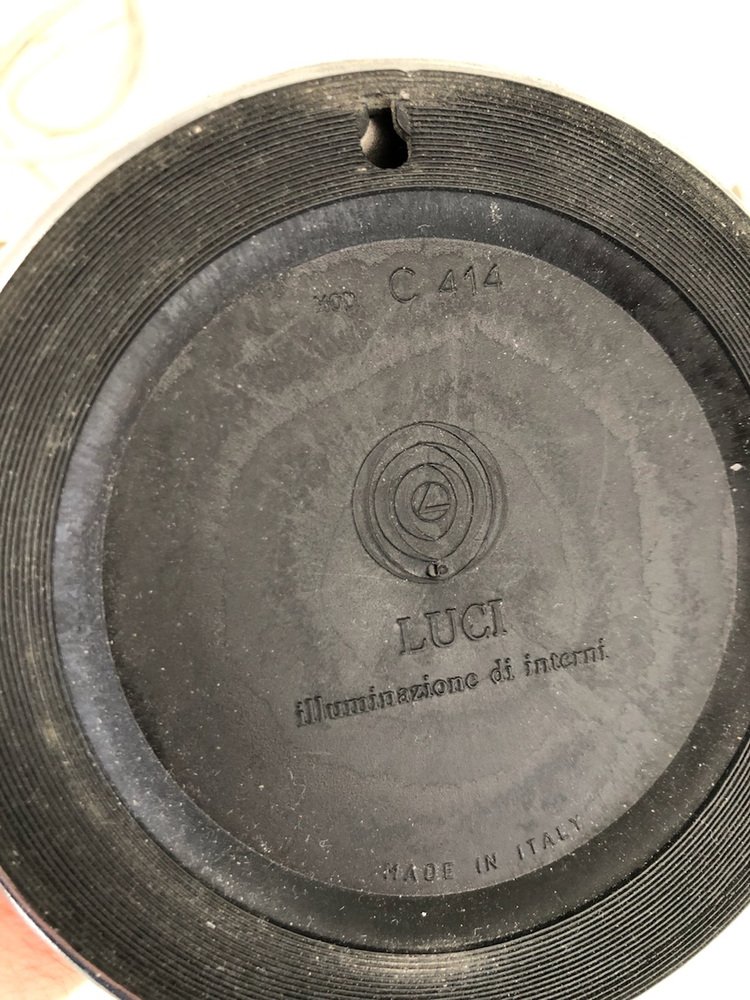 MOD. C 414
LUCI
illuminazione di interni
MADE IN ITALY